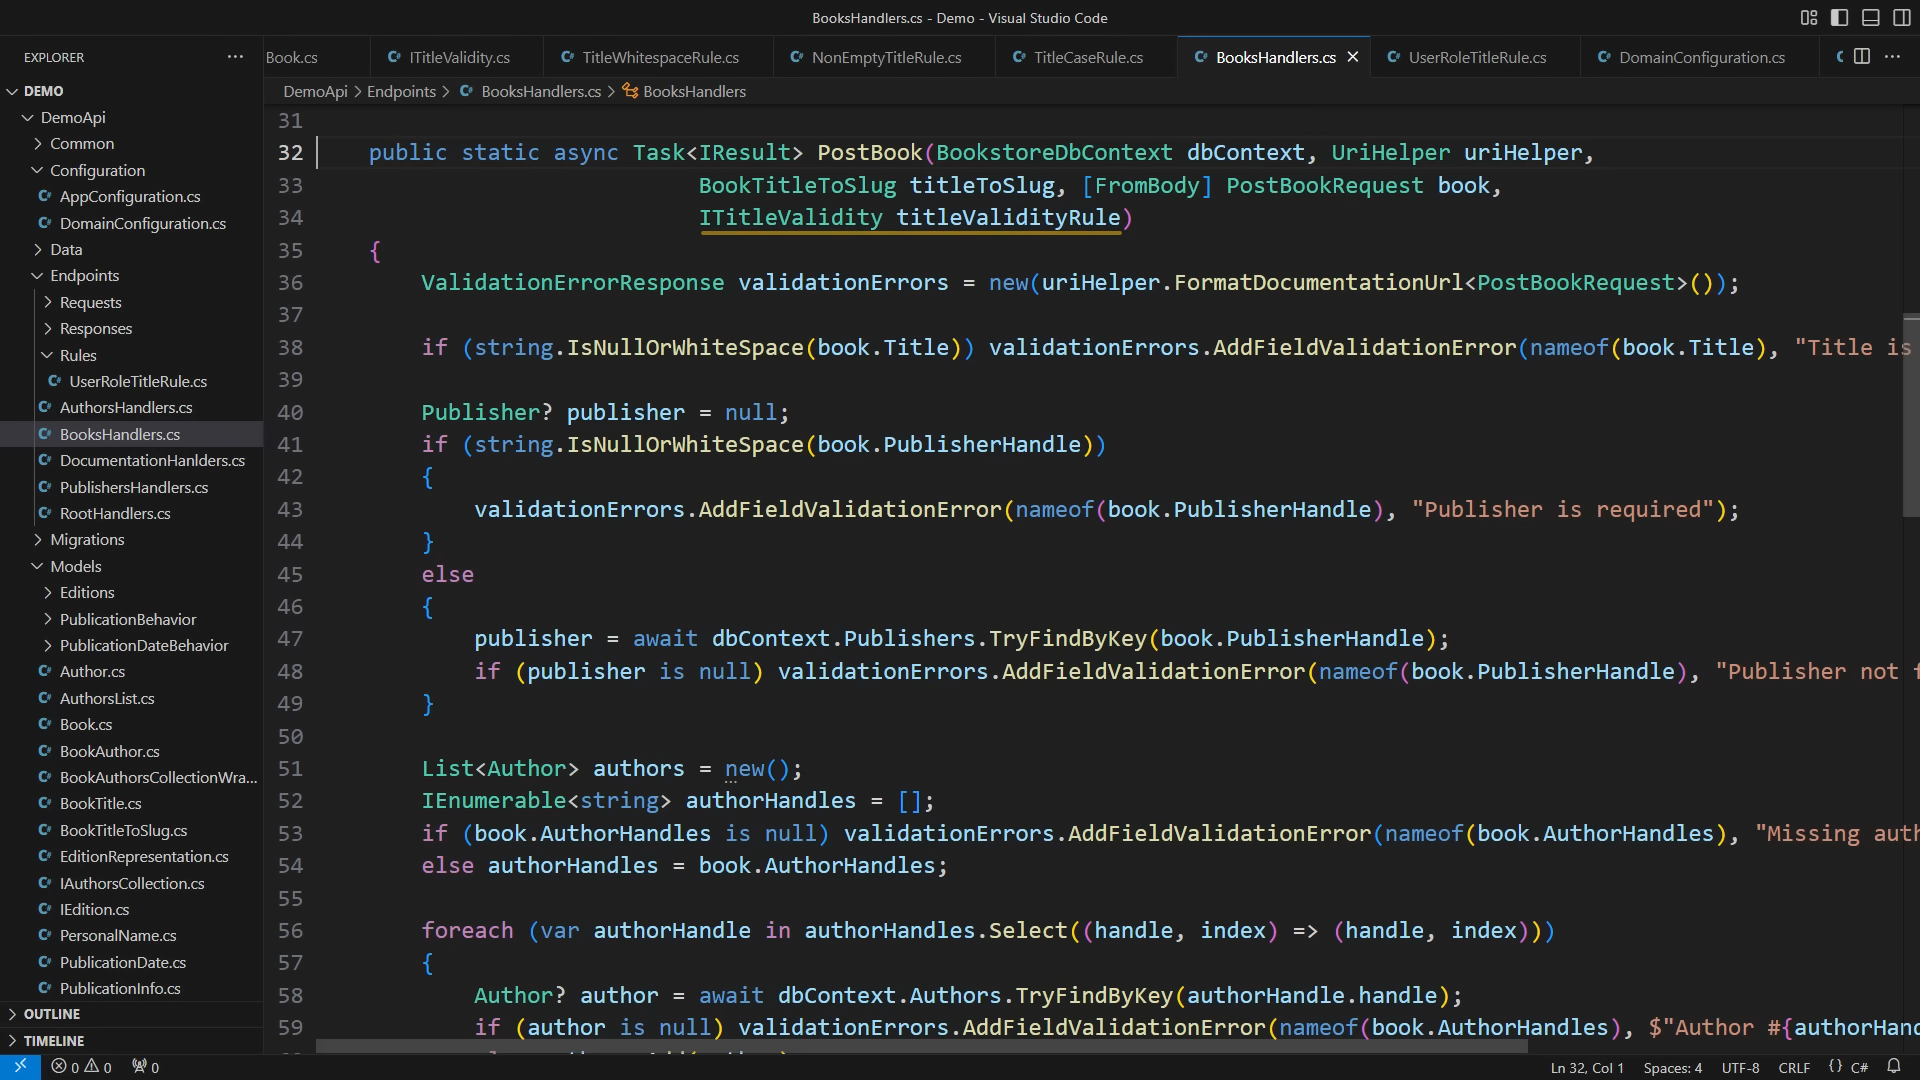 BooksHandlers.cs - Demo - Visual Studio Code
EXPLORER
Book.cs
ITitleValidity.cs
TitleWhitespaceRule.cs
NonEmptyTitleRule.cs
TitleCaseRule.cs
BooksHandlers.cs
UserRoleTitleRule.cs
DomainConfiguration.cs
DemoApi > Endpoints > BooksHandlers.cs > BooksHandlers
DEMO
DemoApi
Common
Configuration
AppConfiguration.cs
DomainConfiguration.cs
Data
Endpoints
Requests
Responses
Rules
UserRoleTitleRule.cs
AuthorsHandlers.cs
BooksHandlers.cs
DocumentationHanlders.cs
PublishersHandlers.cs
RootHandlers.cs
Migrations
Models
Editions
PublicationBehavior
PublicationDateBehavior
Author.cs
AuthorsList.cs
Book.cs
BookAuthor.cs
BookAuthorsCollectionWra...
BookTitle.cs
BookTitleToSlug.cs
EditionRepresentation.cs
IAuthorsCollection.cs
IEdition.cs
PersonalName.cs
PublicationDate.cs
PublicationInfo.cs
OUTLINE
TIMELINE
31
32 public static async Task<IResult> PostBook(BookstoreDbContext dbContext, UriHelper uriHelper,
33 BookTitleToSlug titleToSlug, [FromBody] PostBookRequest book,
34 ITitleValidity titleValidityRule)
35 {
36 ValidationErrorResponse validationErrors = new(uriHelper.FormatDocumentationUrl<PostBookRequest>());
37
38 if (string.IsNullOrWhiteSpace(book.Title)) validationErrors.AddFieldValidationError(nameof(book.Title), "Title is
39
40 Publisher? publisher = null;
41 if (string.IsNullOrWhiteSpace(book.PublisherHandle))
42 {
43 validationErrors.AddFieldValidationError(nameof(book.PublisherHandle), "Publisher is required");
44 }
45 else
46 {
47 publisher = await dbContext.Publishers.TryFindByKey(book.PublisherHandle);
48 if (publisher is null) validationErrors.AddFieldValidationError(nameof(book.PublisherHandle), "Publisher not f
49 }
50
51 List<Author> authors = new();
52 IEnumerable<string> authorHandles = [];
53 if (book.AuthorHandles is null) validationErrors.AddFieldValidationError(nameof(book.AuthorHandles), "Missing auth
54 else authorHandles = book.AuthorHandles;
55
56 foreach (var authorHandle in authorHandles.Select((handle, index) => (handle, index)))
57 {
58 Author? author = await dbContext.Authors.TryFindByKey(authorHandle.handle);
59 if (author is null) validationErrors.AddFieldValidationError(nameof(book.AuthorHandles), $"Author #{authorHand
0 0 0
Ln 32, Col 1 Spaces: 4 UTF-8 CRLF {} C#